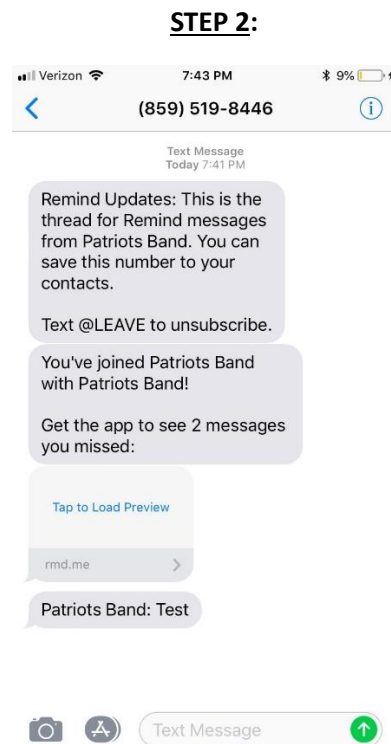 STEP 2:
Verizon 7:43 PM 9%
(859) 519-8446
Text Message
Today 7:41 PM
Remind Updates: This is the
thread for Remind messages
from Patriots Band. You can
save this number to your
contacts.
Text @LEAVE to unsubscribe.
You've joined Patriots Band
with Patriots Band!
Get the app to see 2 messages
you missed:
Tap to Load Preview
rmd.me
Patriots Band: Test
Text Message